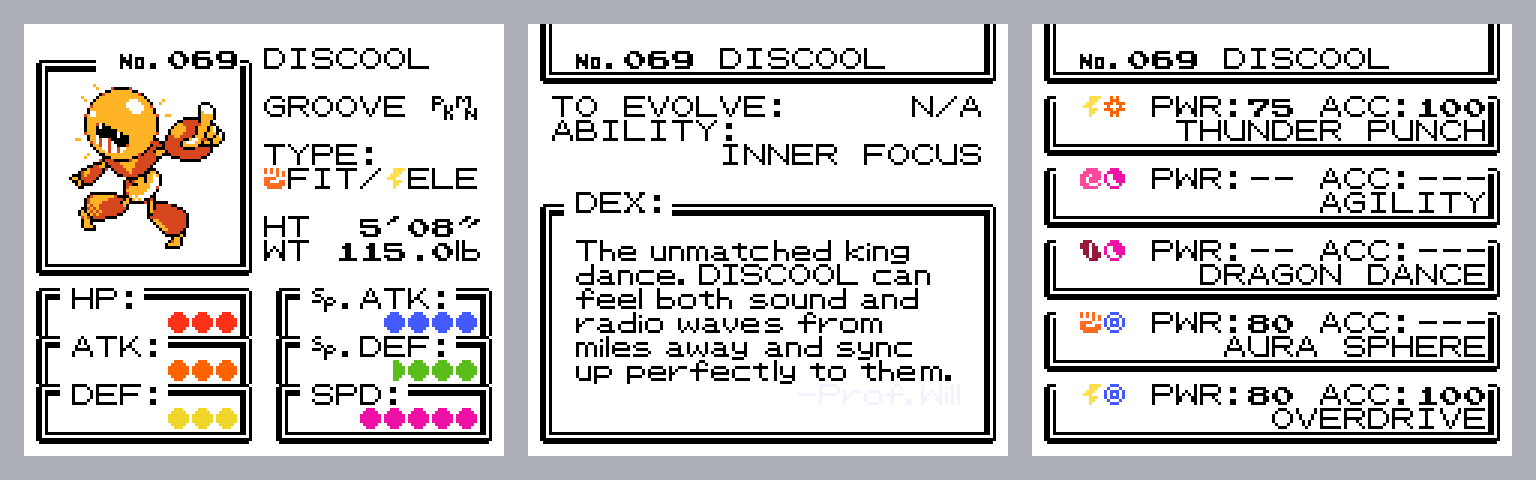 No. 069 DISCOOL
GROOVE PKMN
TYPE:
FIT/ELE
HT 5′08″
WT 115.0lb
HP:
ATK:
DEF:
Sp. ATK:
Sp. DEF:
SPD:
No. 069 DISCOOL
TO EVOLVE: N/A
ABILITY:
INNER FOCUS
DEX:
The unmatched king
dance. DISCOOL can
feel both sound and
radio waves from
miles away and sync
up perfectly to them.
-Prof.Will
No. 069 DISCOOL
PWR:75 ACC:100
THUNDER PUNCH
PWR:-- ACC:---
AGILITY
PWR:-- ACC:---
DRAGON DANCE
PWR:80 ACC:---
AURA SPHERE
PWR:80 ACC:100
OVERDRIVE